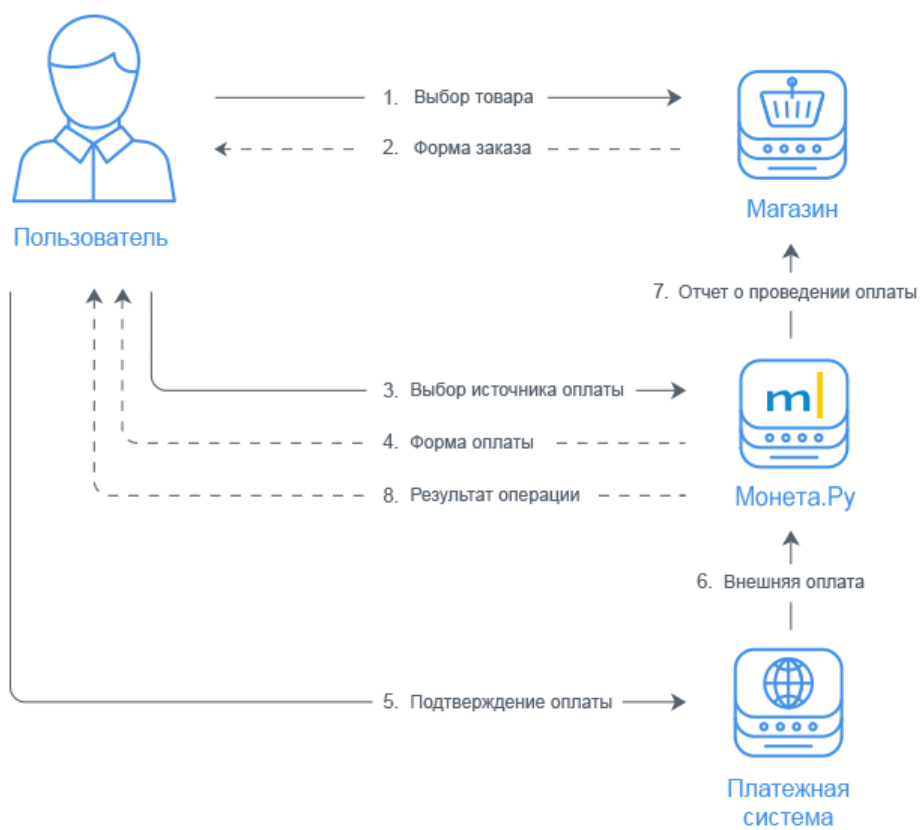 1. Выбор товара
2. Форма заказа
Магазин
Пользователь
7. Отчет о проведении оплаты
3. Выбор источника оплаты
m
4. Форма оплаты
8. Результат операции
Монета.Ру
6. Внешняя оплата
5. Подтверждение оплаты
Платежная
система